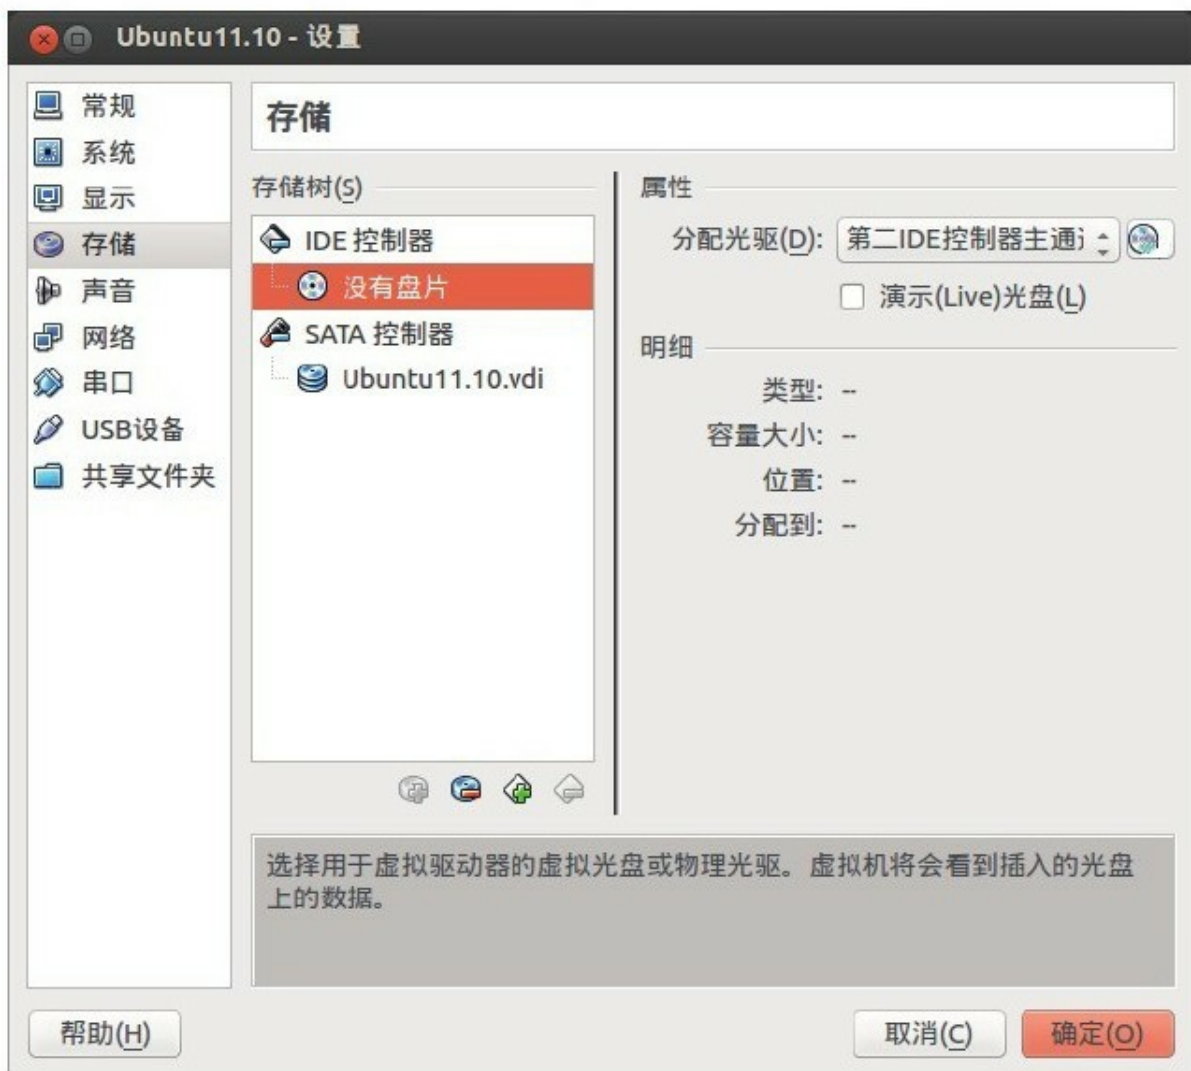 Ubuntu11.10 - 设置
常规
系统
显示
存储
声音
网络
串口
USB设备
共享文件夹
存储
存储树(S)
IDE 控制器
没有盘片
SATA 控制器
Ubuntu11.10.vdi
属性
分配光驱(D): 第二IDE控制器主通
演示(Live)光盘(L)
明细
类型: --
容量大小: --
位置: --
分配到: --
选择用于虚拟驱动器的虚拟光盘或物理光驱。虚拟机将会看到插入的光盘
上的数据。
帮助(H)
取消(C)
确定(O)